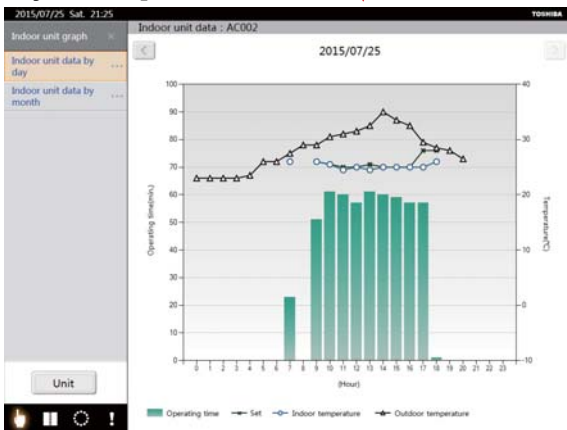 2015/07/25 Sat. 21:25
TOSHIBA
Indoor unit graph ×
Indoor unit data : AC002
Indoor unit data by
day ...
Indoor unit data by
month ...
< 2015/07/25 >
100 40
90
80 30
70
60 20
50
40 10
30
20 0
10
0 -10
Operating time(min.)
Temperature(℃)
0 1 2 3 4 5 6 7 8 9 10 11 12 13 14 15 16 17 18 19 20 21 22 23
(Hour)
Unit
Operating time Set Indoor temperature Outdoor temperature